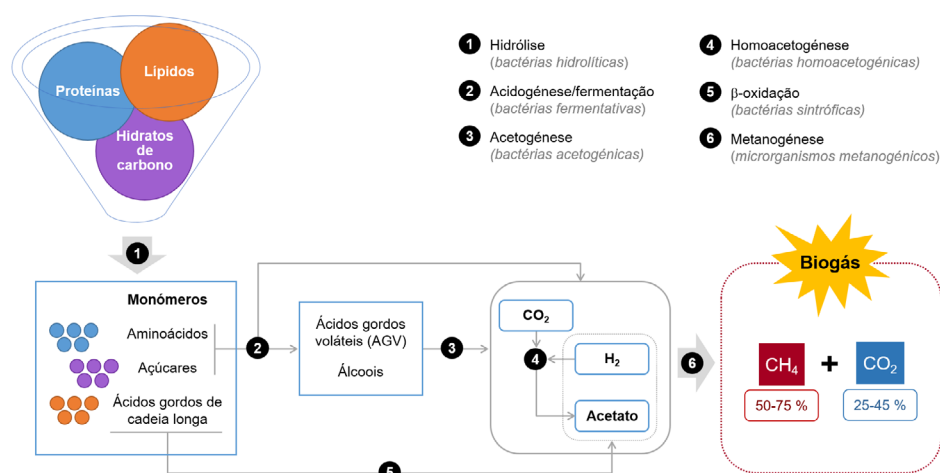 Proteínas
Lípidos
Hidratos
de
carbono
1 Hidrólise
(bactérias hidrolíticas)
2 Acidogénese/fermentação
(bactérias fermentativas)
3 Acetogénese
(bactérias acetogénicas)
4 Homoacetogénese
(bactérias homoacetogénicas)
5 β-oxidação
(bactérias sintróficas)
6 Metanogénese
(microrganismos metanogénicos)
1
Monómeros
Aminoácidos
Açúcares
Ácidos gordos de
cadeia longa
2
Ácidos gordos
voláteis (AGV)
Álcoois
3
CO₂
4
H₂
Acetato
5
6
Biogás
CH₄ + CO₂
50-75 %
25-45 %